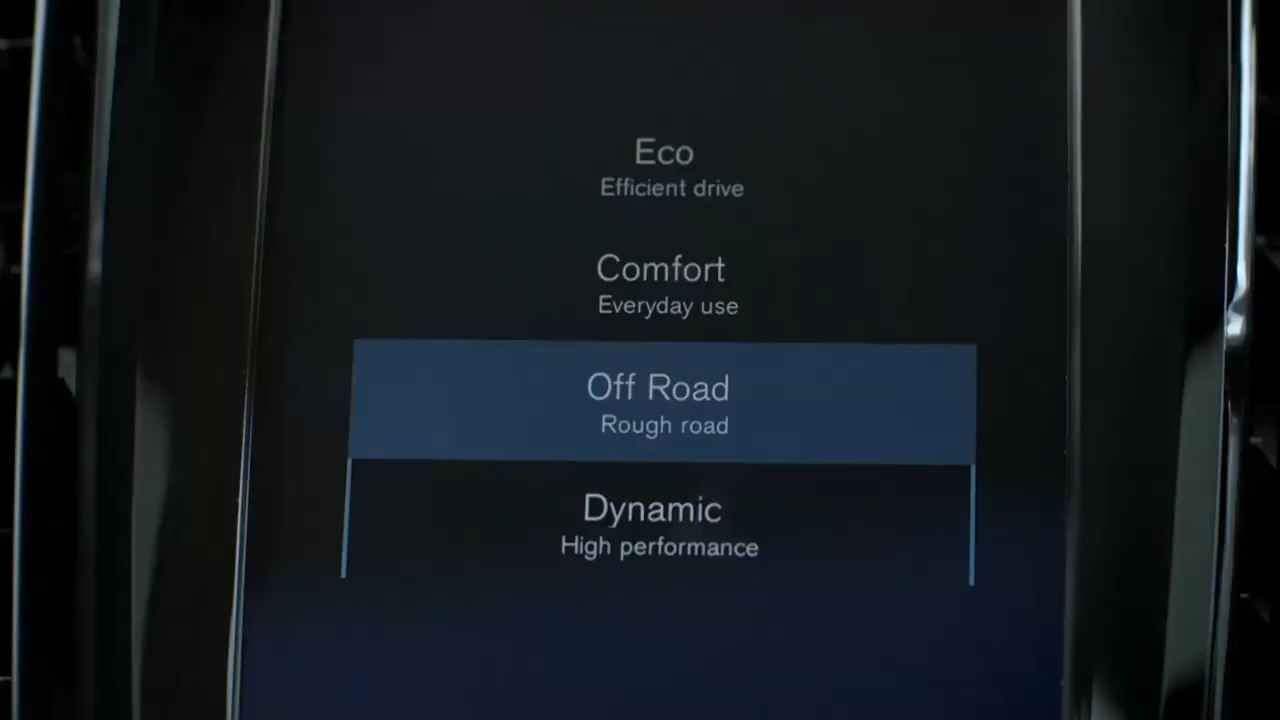 Eco
Efficient drive
Comfort
Everyday use
Off Road
Rough road
Dynamic
High performance